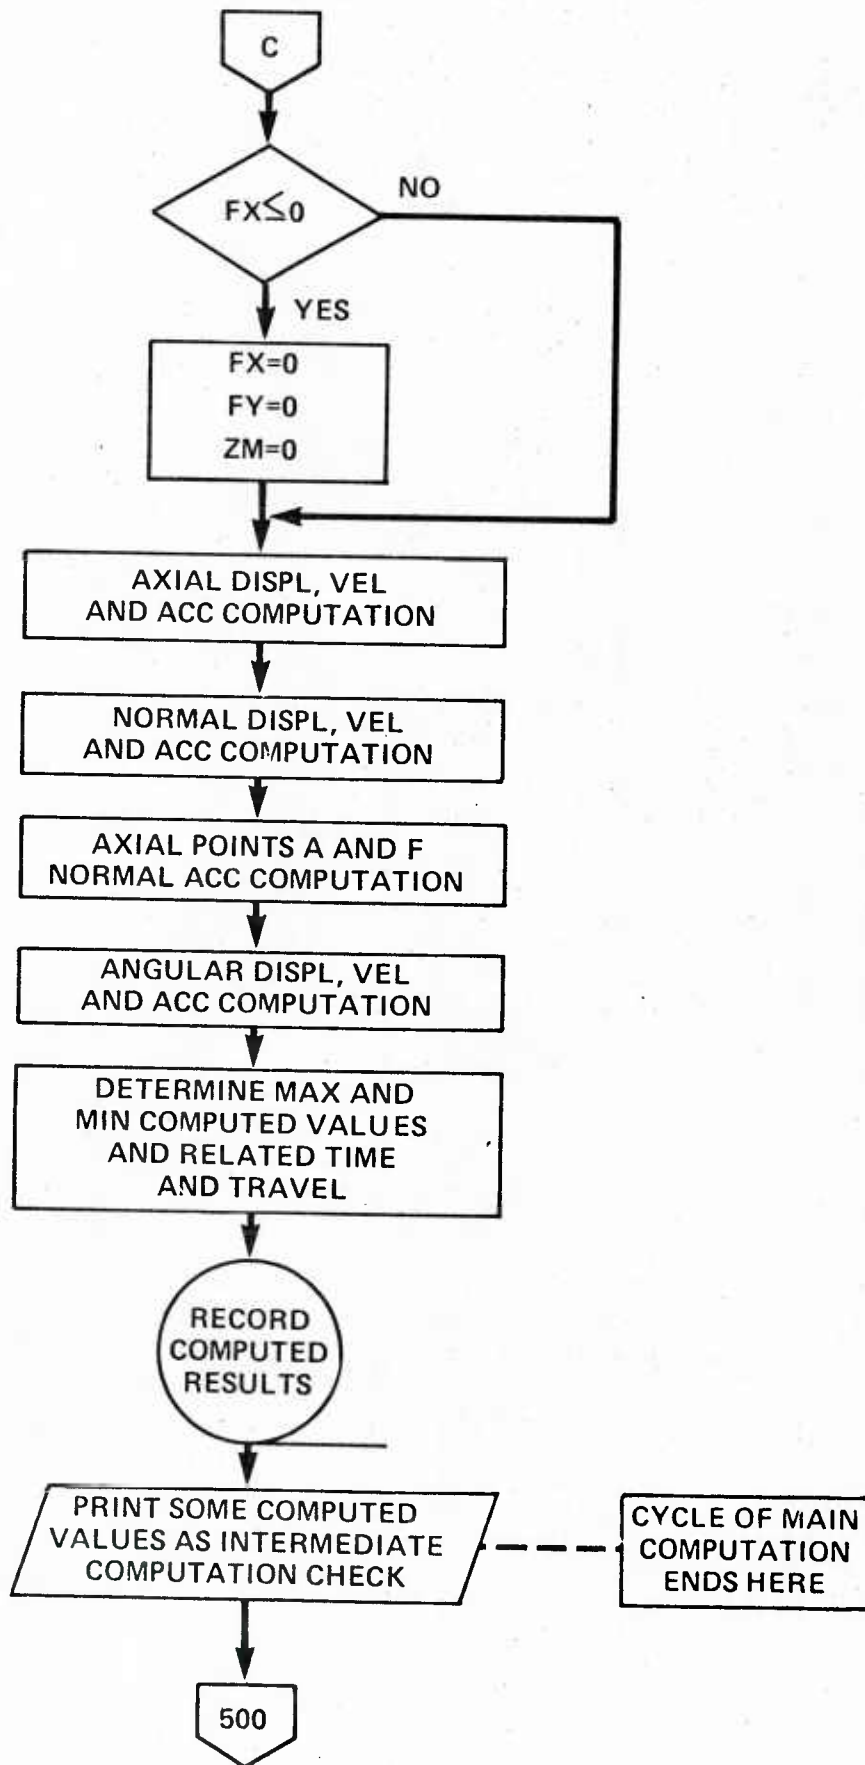 C
FX≤0
NO
YES
FX=0
FY=0
ZM=0
AXIAL DISPL, VEL
AND ACC COMPUTATION
NORMAL DISPL, VEL
AND ACC COMPUTATION
AXIAL POINTS A AND F
NORMAL ACC COMPUTATION
ANGULAR DISPL, VEL
AND ACC COMPUTATION
DETERMINE MAX AND
MIN COMPUTED VALUES
AND RELATED TIME
AND TRAVEL
RECORD
COMPUTED
RESULTS
PRINT SOME COMPUTED
VALUES AS INTERMEDIATE
COMPUTATION CHECK
CYCLE OF MAIN
COMPUTATION
ENDS HERE
500